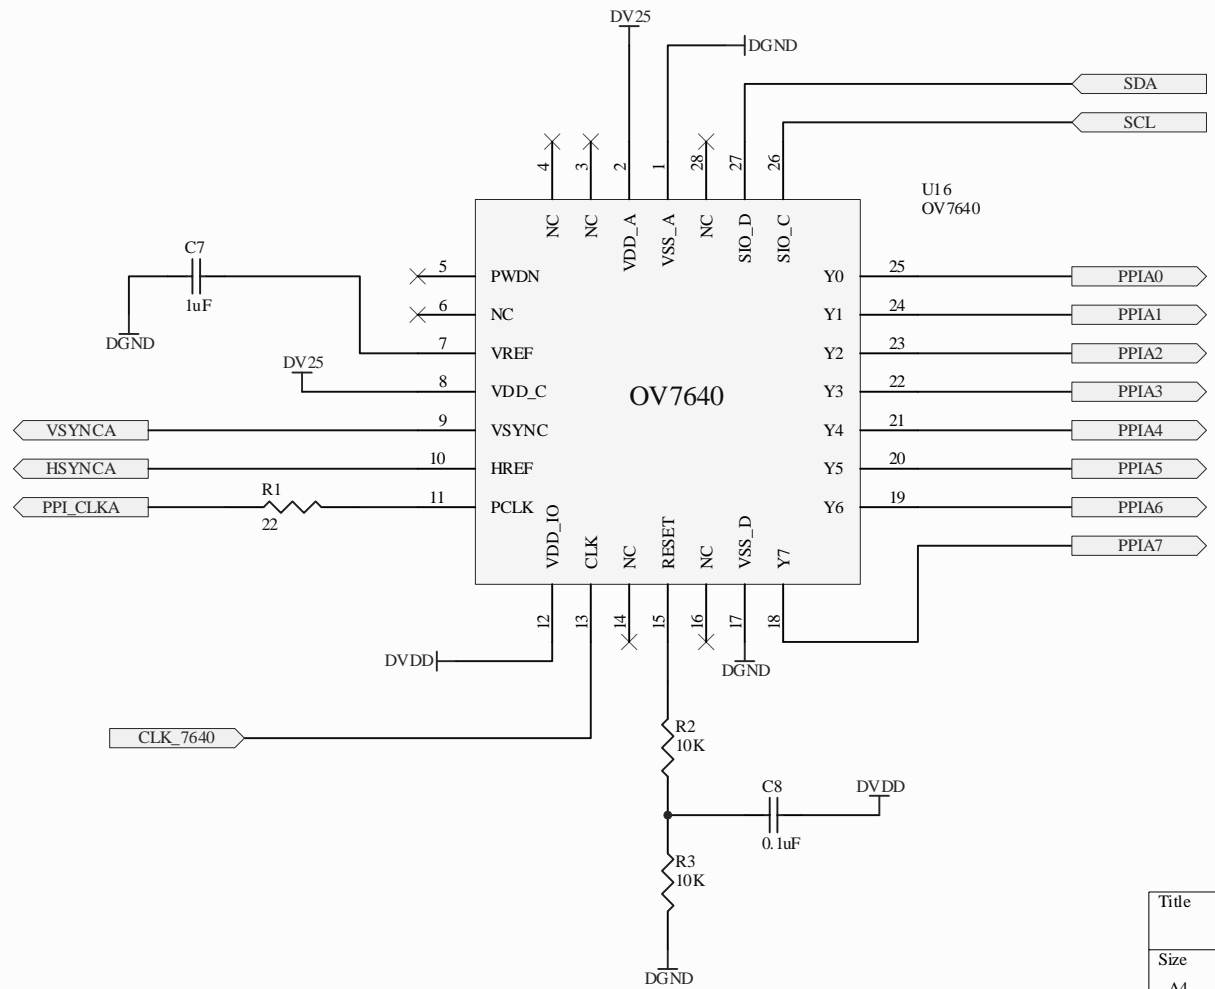 DV25
DGND
SDA
SCL
4
3
2
1
28
27
26
U16
OV7640
NC
NC
VDD_A
VSS_A
NC
SIO_D
SIO_C
C7
1uF
DGND
5
PWDN
Y0
25
PPIA0
6
NC
Y1
24
PPIA1
7
VREF
Y2
23
PPIA2
DV25
8
VDD_C
OV7640
Y3
22
PPIA3
VSYNCA
9
VSYNC
Y4
21
PPIA4
HSYNCA
10
HREF
Y5
20
PPIA5
PPI_CLKA
R1
22
11
PCLK
Y6
19
PPIA6
PPIA7
VDD_IO
CLK
NC
RESET
NC
VSS_D
Y7
12
13
14
15
16
17
18
DVDD
DGND
CLK_7640
R2
10K
C8
0.1uF
DVDD
R3
10K
DGND
Title
Size
A4